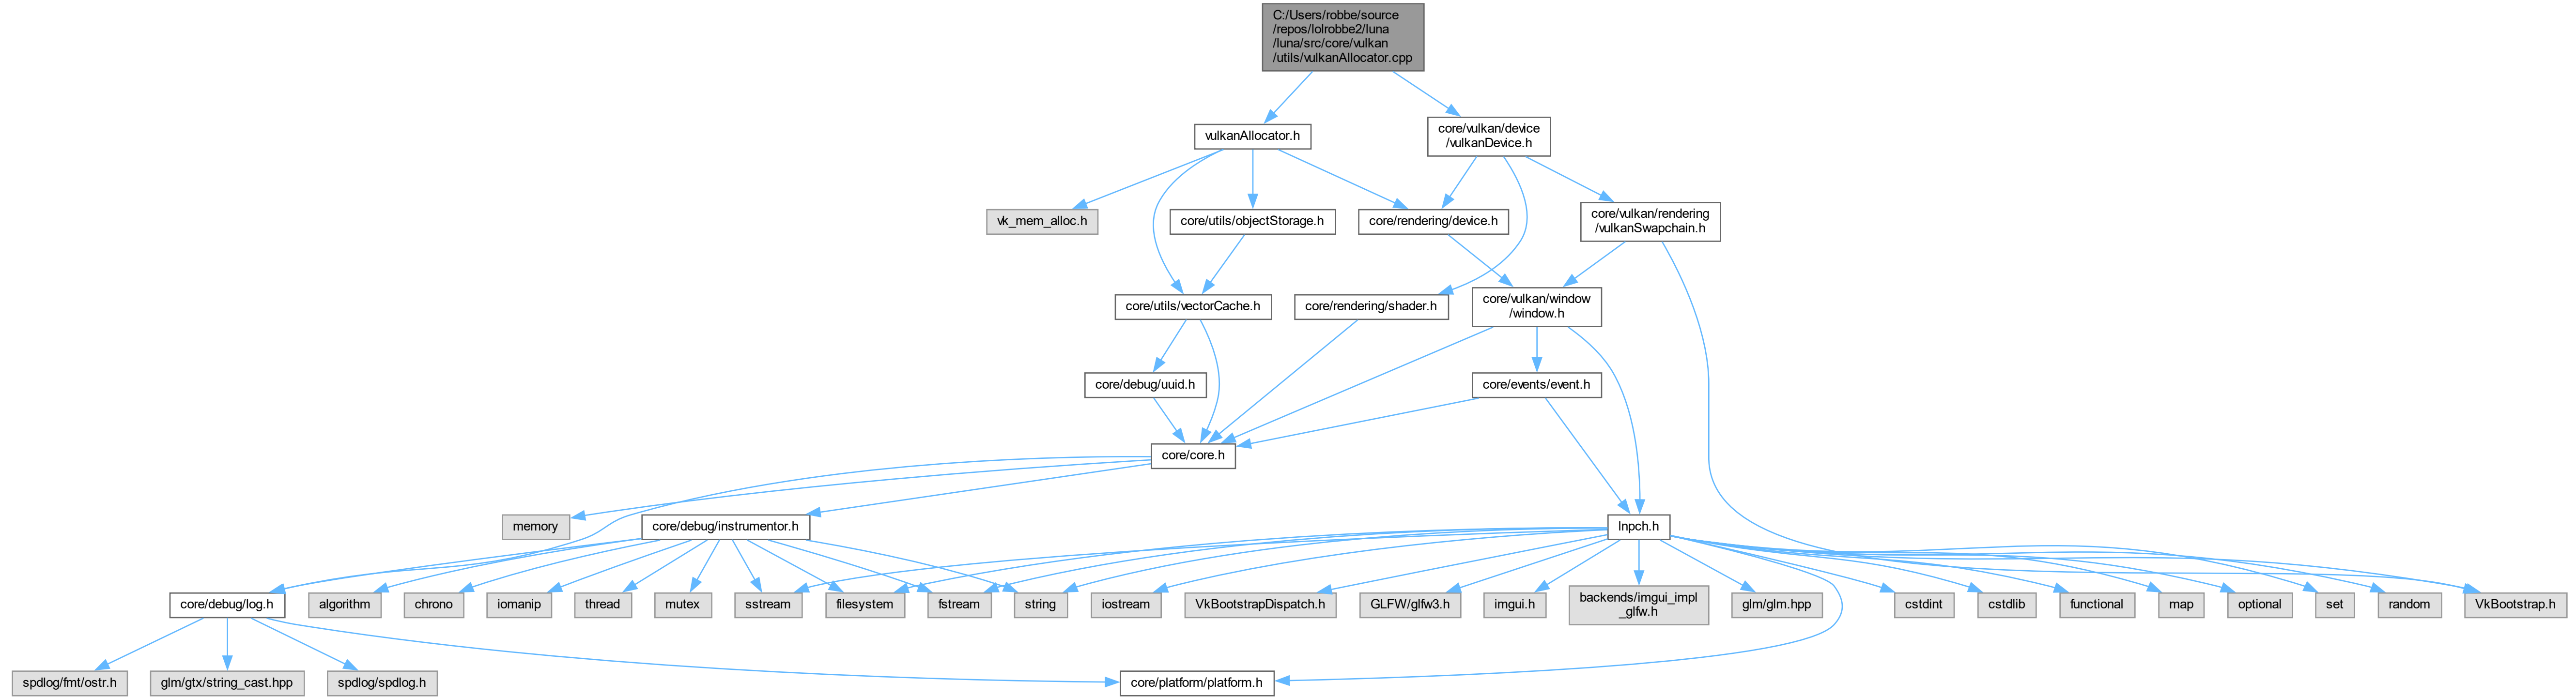 C:/Users/robbe/source
/repos/lolrobbe2/luna
/luna/src/core/vulkan
/utils/vulkanAllocator.cpp
vulkanAllocator.h
core/vulkan/device
/vulkanDevice.h
vk_mem_alloc.h
core/utils/objectStorage.h
core/rendering/device.h
core/vulkan/rendering
/vulkanSwapchain.h
core/utils/vectorCache.h
core/rendering/shader.h
core/vulkan/window
/window.h
core/debug/uuid.h
core/events/event.h
core/core.h
memory
core/debug/instrumentor.h
lnpch.h
core/debug/log.h
algorithm
chrono
iomanip
thread
mutex
sstream
filesystem
fstream
string
iostream
VkBootstrapDispatch.h
GLFW/glfw3.h
imgui.h
backends/imgui_impl
_glfw.h
glm/glm.hpp
cstdint
cstdlib
functional
map
optional
set
random
VkBootstrap.h
spdlog/fmt/ostr.h
glm/gtx/string_cast.hpp
spdlog/spdlog.h
core/platform/platform.h